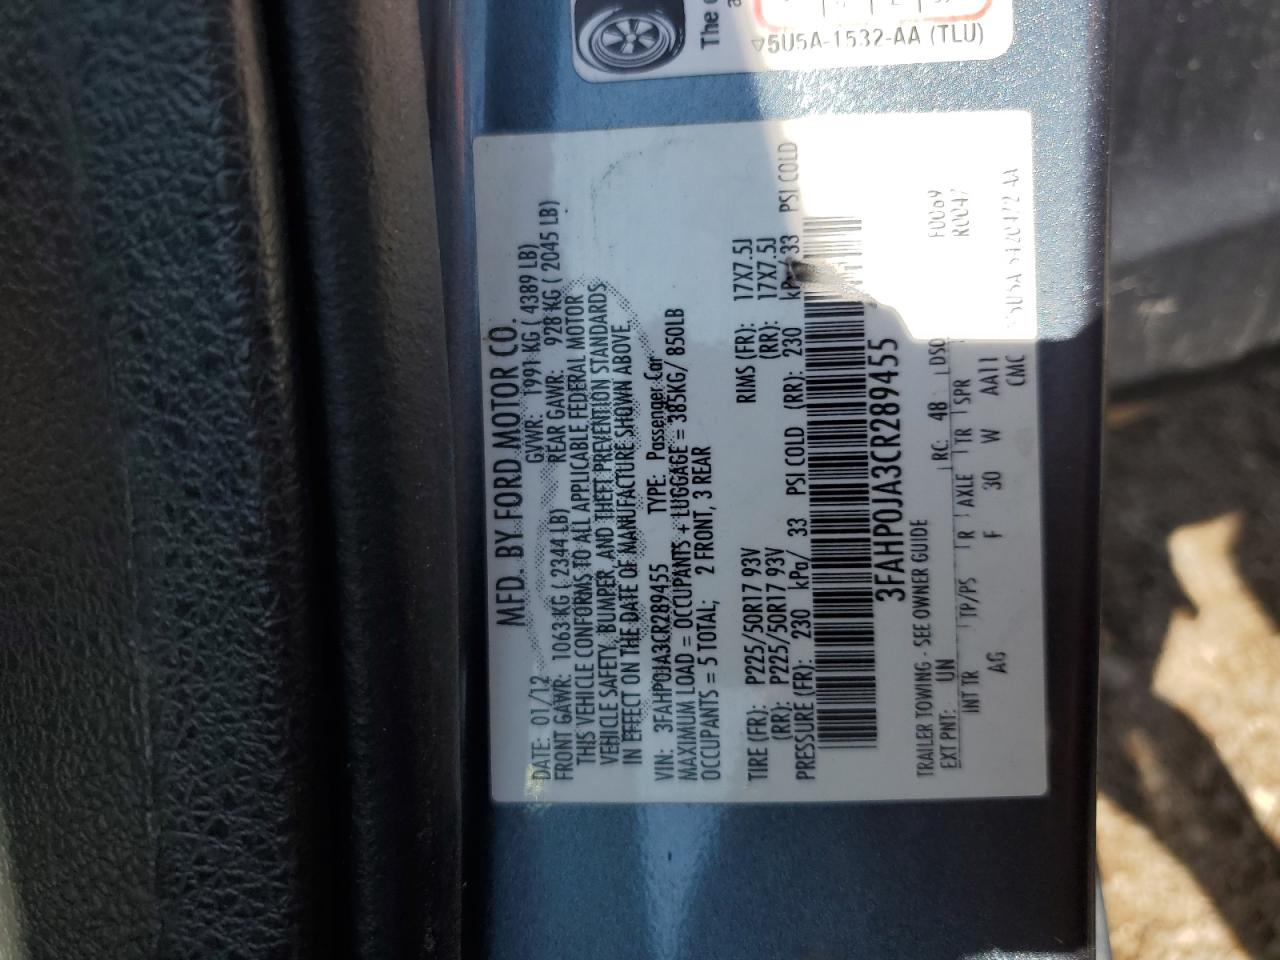 The
▽5U5A-1532-AA (TLU)
MFD. BY FORD MOTOR CO.
DATE: 01/12 GVWR: 1991 KG ( 4389 LB)
FRONT GAWR: 1063 KG ( 2344 LB) REAR GAWR: 928 KG ( 2045 LB)
THIS VEHICLE CONFORMS TO ALL APPLICABLE FEDERAL MOTOR
VEHICLE SAFETY, BUMPER, AND THEFT PREVENTION STANDARDS
IN EFFECT ON THE DATE OF MANUFACTURE SHOWN ABOVE.
VIN: 3FAHP0JA3CR289455 TYPE: Passenger Car
MAXIMUM LOAD = OCCUPANTS + LUGGAGE = 385KG/ 850LB
OCCUPANTS = 5 TOTAL; 2 FRONT, 3 REAR
TIRE (FR): P225/50R17 93V RIMS (FR): 17X7.5J
(RR): P225/50R17 93V (RR): 17X7.5J
PRESSURE (FR): 230 kPa/ 33 PSI COLD (RR): 230 33 PSI COLD
3FAHP0JA3CR289455
F0069
R0047
TRAILER TOWING - SEE OWNER GUIDE
EXT PNT: UN RC: 48 DSO
INT TR TP/PS R AXLE TR SPR
AG F 30 W AA11
CMC